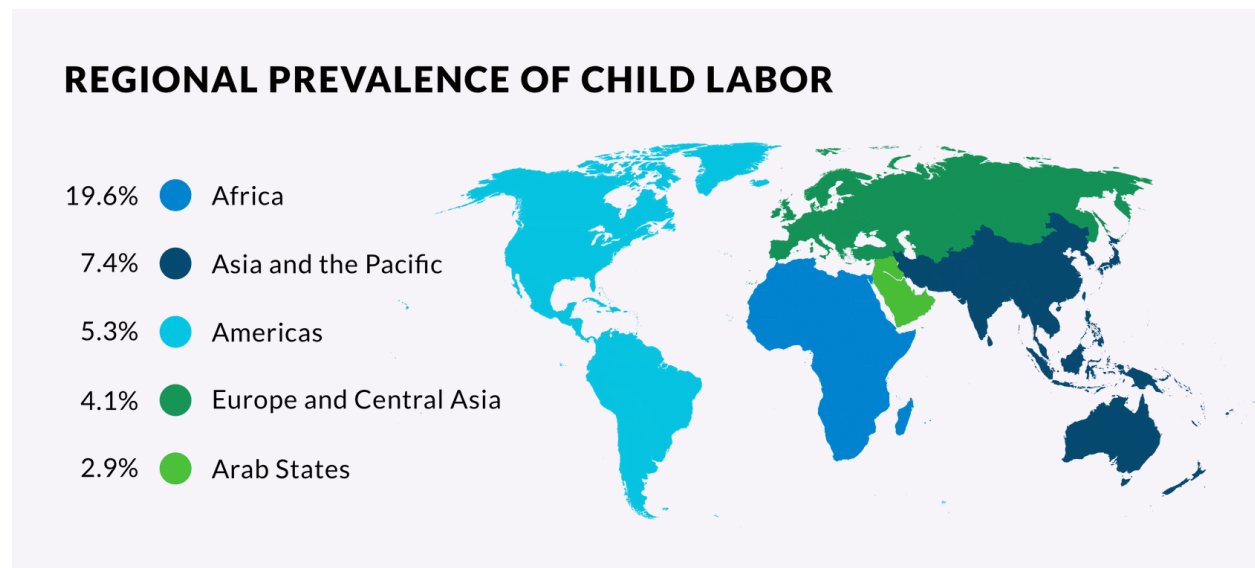 REGIONAL PREVALENCE OF CHILD LABOR
19.6% Africa
7.4% Asia and the Pacific
5.3% Americas
4.1% Europe and Central Asia
2.9% Arab States